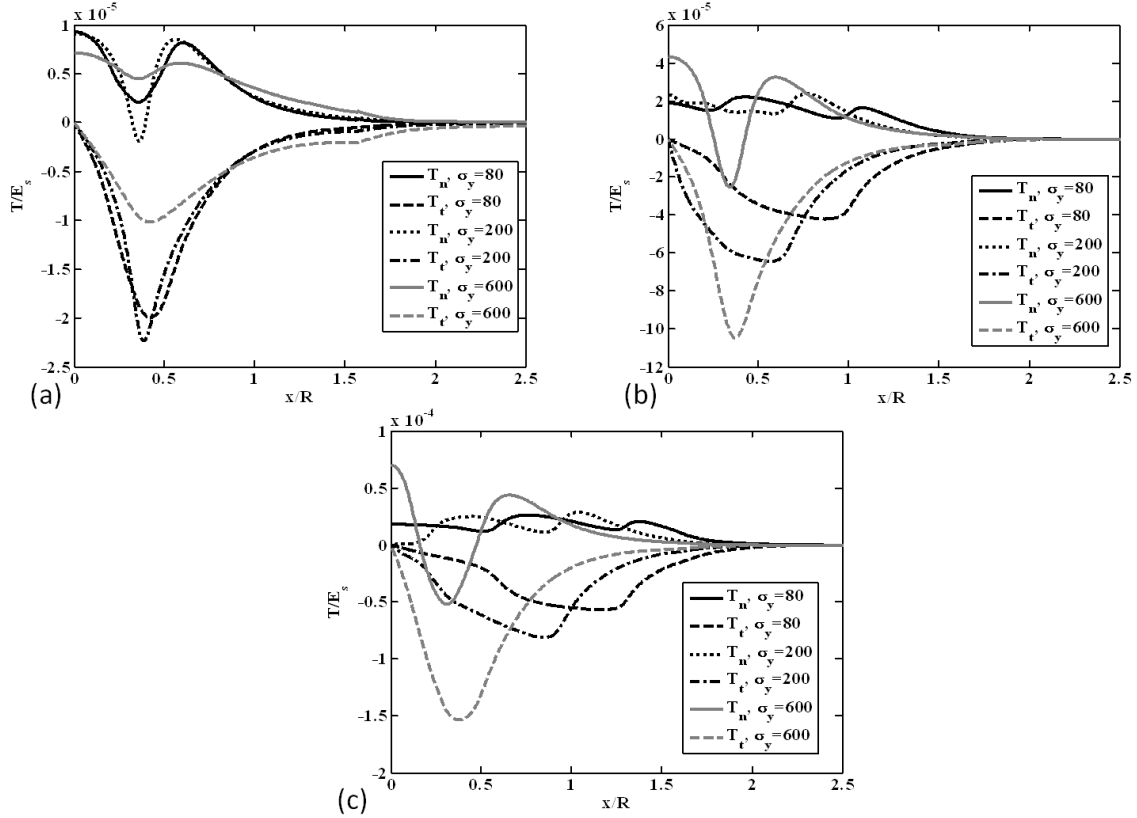 x 10^-5
1
0.5
0
-0.5
-1
-1.5
-2
-2.5
T/E_s
0
0.5
1
1.5
2
2.5
x/R
T_n, σ_y=80
T_t, σ_y=80
T_n, σ_y=200
T_t, σ_y=200
T_n, σ_y=600
T_t, σ_y=600
(a)
x 10^-5
6
4
2
0
-2
-4
-6
-8
-10
-12
T/E_s
0
0.5
1
1.5
2
2.5
x/R
T_n, σ_y=80
T_t, σ_y=80
T_n, σ_y=200
T_t, σ_y=200
T_n, σ_y=600
T_t, σ_y=600
(b)
x 10^-4
1
0.5
0
-0.5
-1
-1.5
-2
T/E_s
0
0.5
1
1.5
2
2.5
x/R
T_n, σ_y=80
T_t, σ_y=80
T_n, σ_y=200
T_t, σ_y=200
T_n, σ_y=600
T_t, σ_y=600
(c)